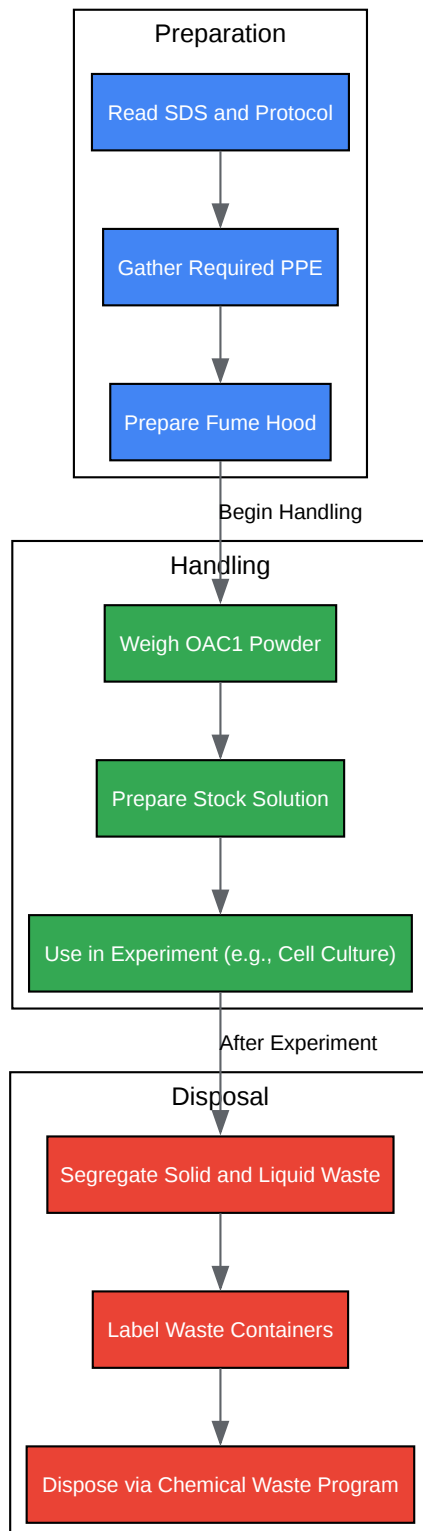 Preparation
Read SDS and Protocol
Gather Required PPE
Prepare Fume Hood
Begin Handling
Handling
Weigh OAC1 Powder
Prepare Stock Solution
Use in Experiment (e.g., Cell Culture)
After Experiment
Disposal
Segregate Solid and Liquid Waste
Label Waste Containers
Dispose via Chemical Waste Program